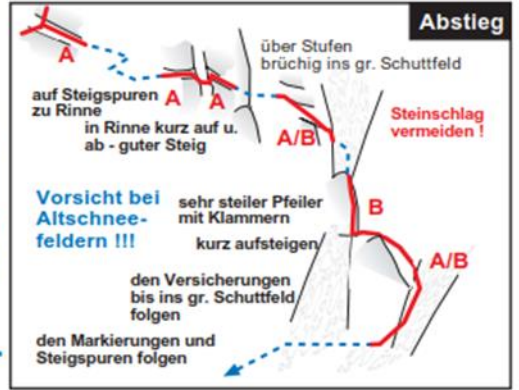 Abstieg
A
über Stufen
brüchig ins gr. Schuttfeld
auf Steigspuren
zu Rinne
A
A
in Rinne kurz auf u.
ab - guter Steig
A/B
Steinschlag
vermeiden !
Vorsicht bei
Altschnee-
feldern !!!
sehr steiler Pfeiler
mit Klammern
B
kurz aufsteigen
A/B
den Versicherungen
bis ins gr. Schuttfeld
folgen
den Markierungen und
Steigspuren folgen